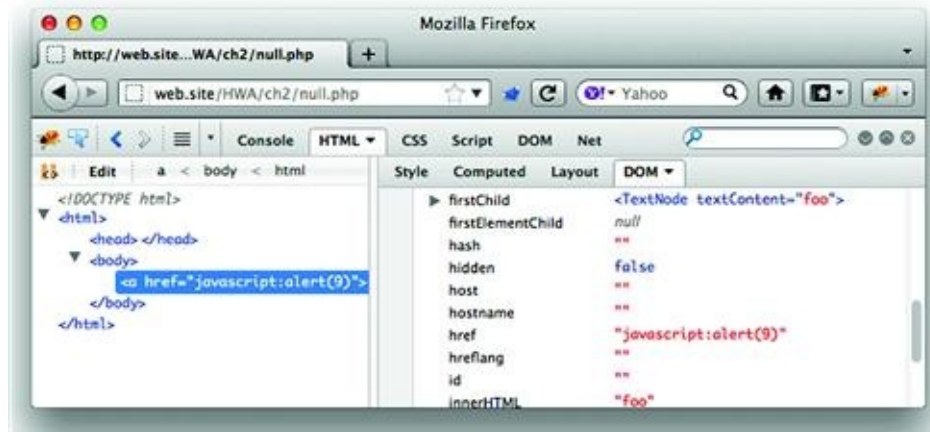 Mozilla Firefox
http://web.site...WA/ch2/null.php +
web.site/HWA/ch2/null.php
Y! Yahoo
Console HTML CSS Script DOM Net
Edit a < body < html
Style Computed Layout DOM
<!DOCTYPE html>
<html>
<head> </head>
<body>
<a href="javascript:alert(9)">
</body>
</html>
firstChild <TextNode textContent="foo">
firstElementChild null
hash ""
hidden false
host ""
hostname ""
href "javascript:alert(9)"
hreflang ""
id ""
innerHTML "foo"